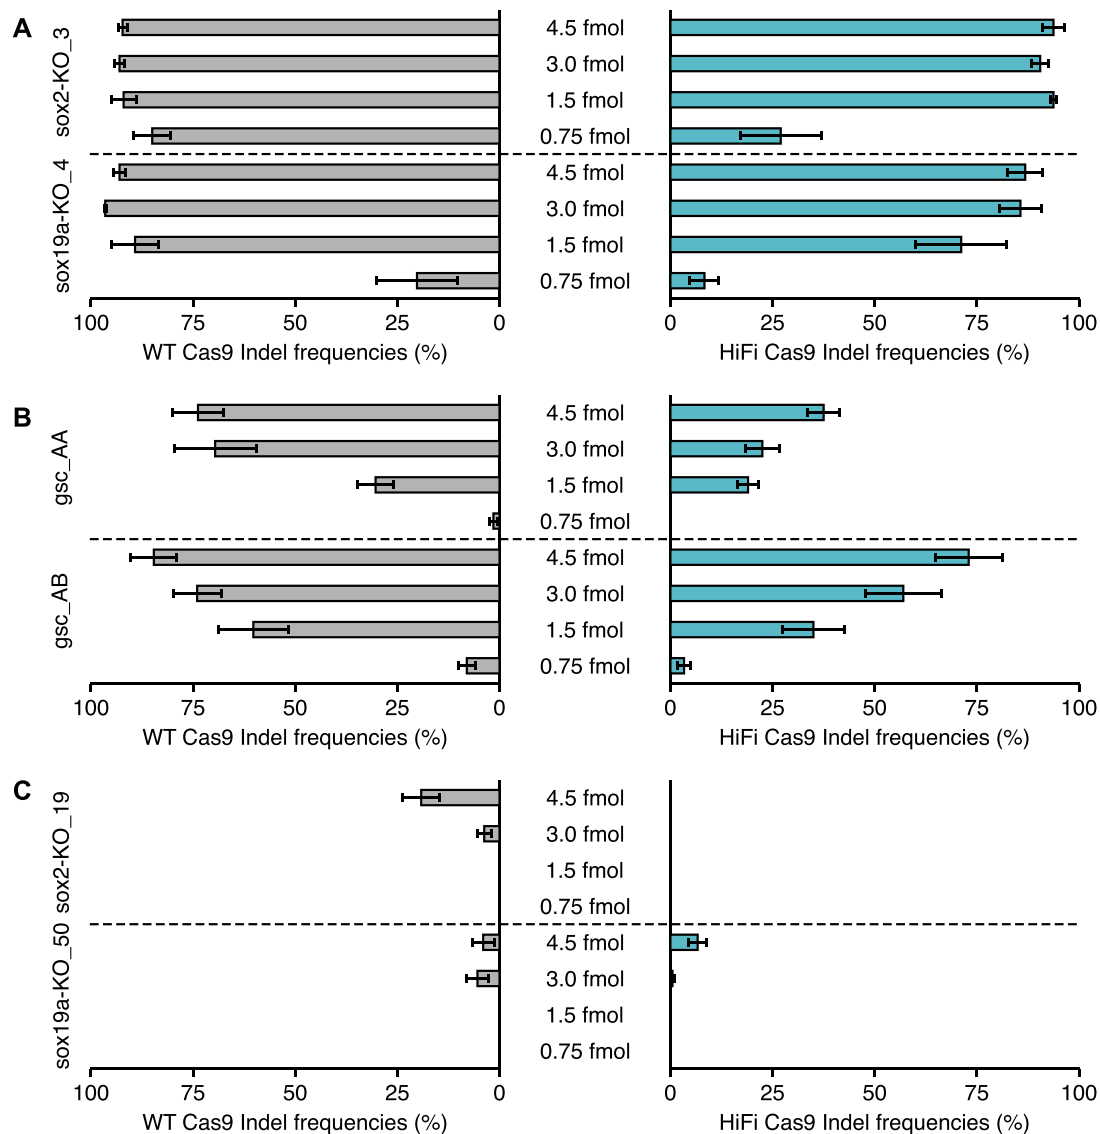 A
sox2-KO_3
4.5 fmol
3.0 fmol
1.5 fmol
0.75 fmol
sox19a-KO_4
4.5 fmol
3.0 fmol
1.5 fmol
0.75 fmol
100 75 50 25 0 0 25 50 75 100
WT Cas9 Indel frequencies (%) HiFi Cas9 Indel frequencies (%)
B
gsc_AA
4.5 fmol
3.0 fmol
1.5 fmol
0.75 fmol
gsc_AB
4.5 fmol
3.0 fmol
1.5 fmol
0.75 fmol
100 75 50 25 0 0 25 50 75 100
WT Cas9 Indel frequencies (%) HiFi Cas9 Indel frequencies (%)
C
sox2-KO_19
4.5 fmol
3.0 fmol
1.5 fmol
0.75 fmol
sox19a-KO_50
4.5 fmol
3.0 fmol
1.5 fmol
0.75 fmol
100 75 50 25 0 0 25 50 75 100
WT Cas9 Indel frequencies (%) HiFi Cas9 Indel frequencies (%)